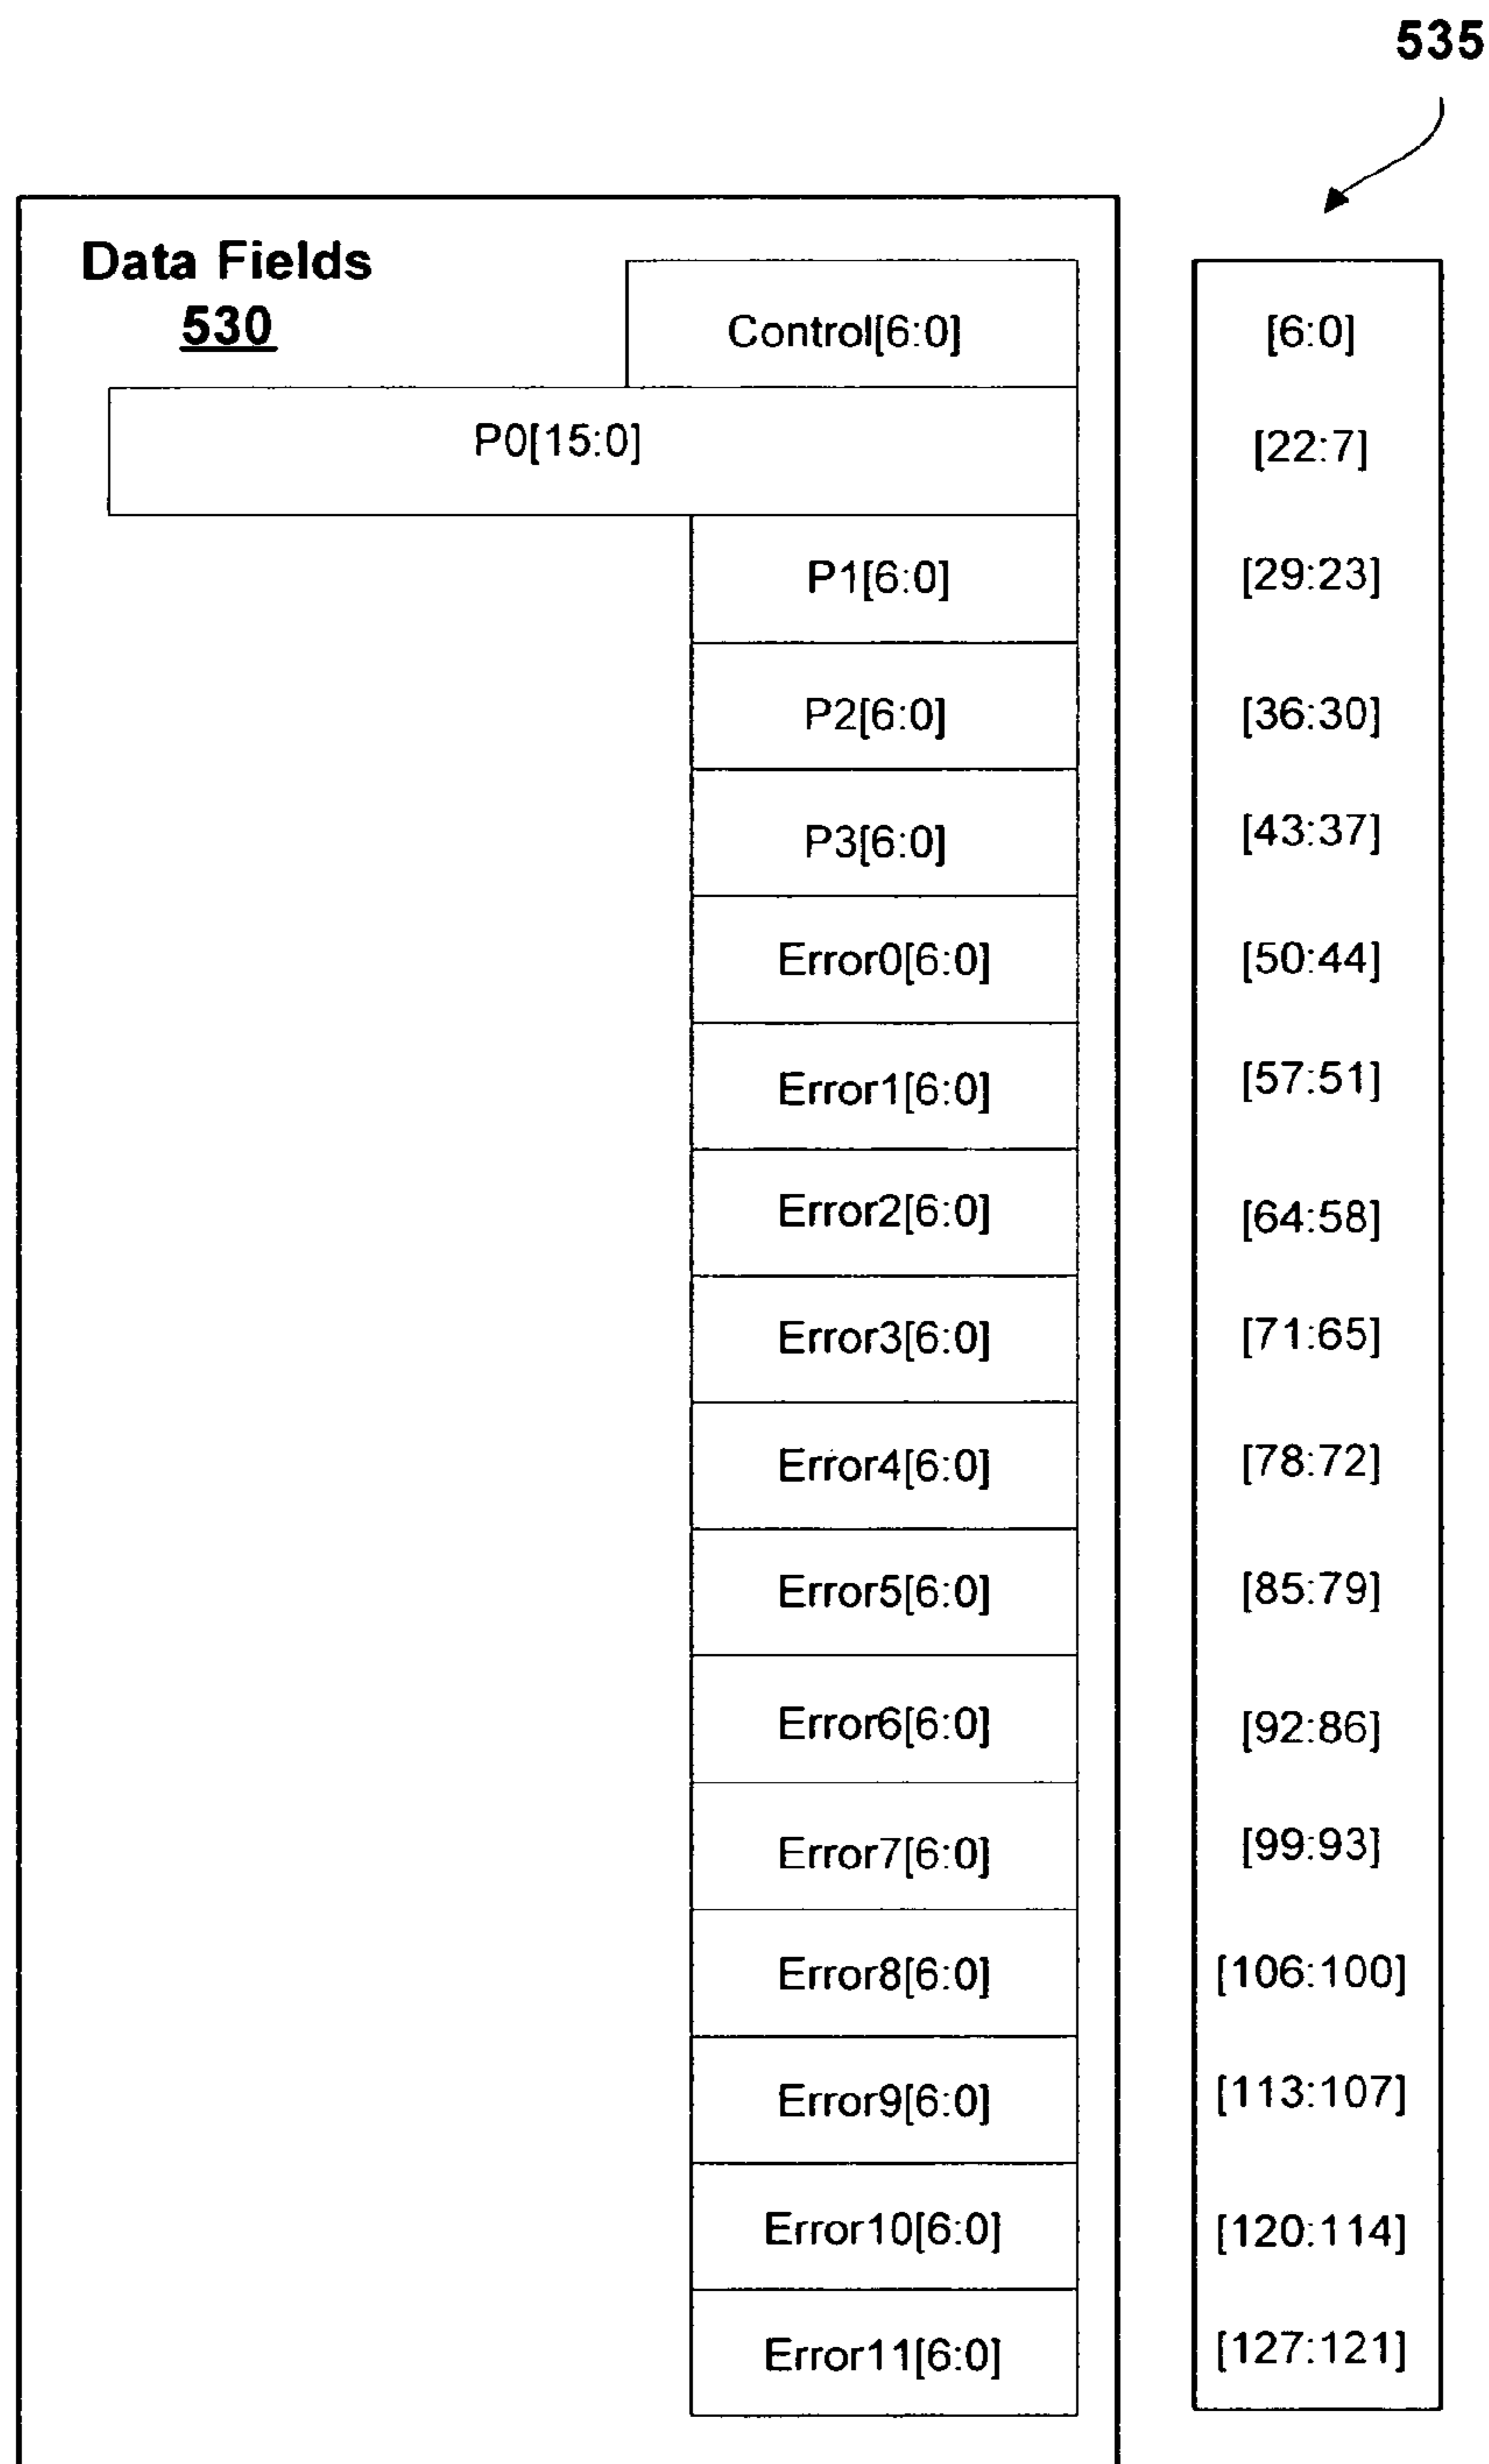 535
Data Fields
530
Control[6:0]
[6:0]
P0[15:0]
[22:7]
P1[6:0]
[29:23]
P2[6:0]
[36:30]
P3[6:0]
[43:37]
Error0[6:0]
[50:44]
Error1[6:0]
[57:51]
Error2[6:0]
[64:58]
Error3[6:0]
[71:65]
Error4[6:0]
[78:72]
Error5[6:0]
[85:79]
Error6[6:0]
[92:86]
Error7[6:0]
[99:93]
Error8[6:0]
[106:100]
Error9[6:0]
[113:107]
Error10[6:0]
[120:114]
Error11[6:0]
[127:121]